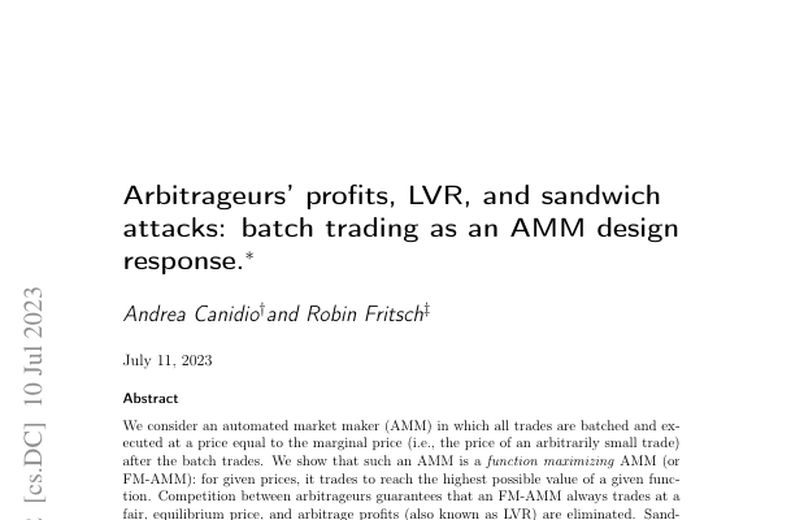 Arbitrageurs' profits, LVR, and sandwich
attacks: batch trading as an AMM design
response.*
Andrea Canidio† and Robin Fritsch‡
July 11, 2023
Abstract
We consider an automated market maker (AMM) in which all trades are batched and ex-
ecuted at a price equal to the marginal price (i.e., the price of an arbitrarily small trade)
after the batch trades. We show that such an AMM is a function maximizing AMM (or
FM-AMM): for given prices, it trades to reach the highest possible value of a given func-
tion. Competition between arbitrageurs guarantees that an FM-AMM always trades at a
fair, equilibrium price, and arbitrage profits (also known as LVR) are eliminated. Sand-
[cs.DC] 10 Jul 2023